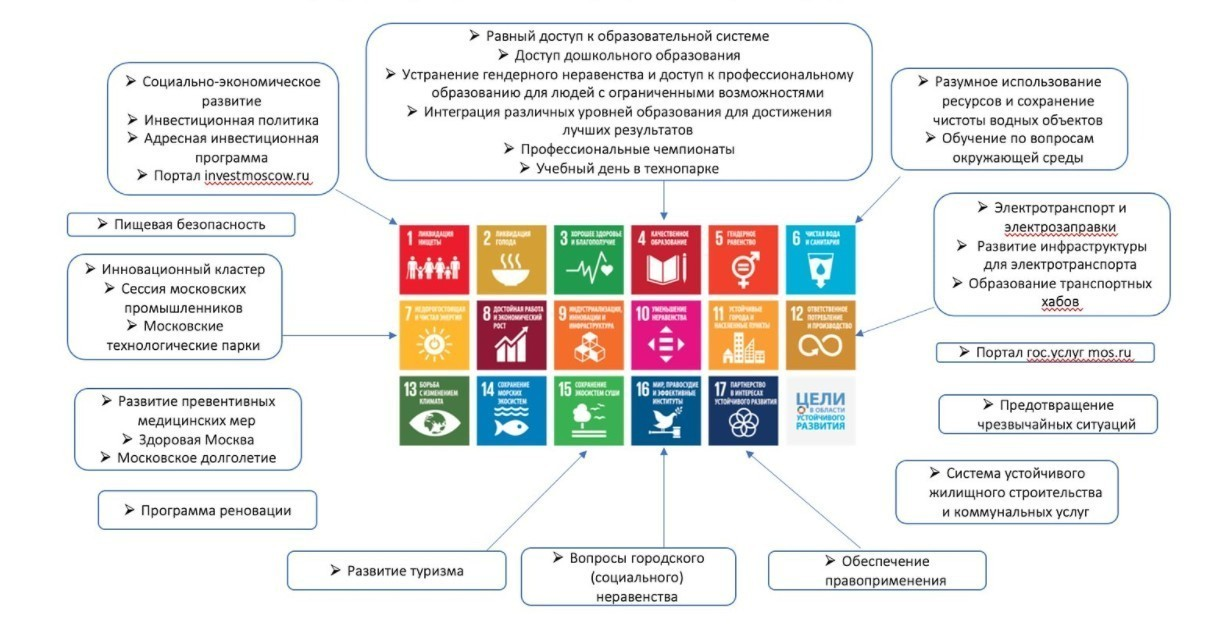 ➢ Равный доступ к образовательной системе
➢ Доступ дошкольного образования
➢ Устранение гендерного неравенства и доступ к профессиональному
образованию для людей с ограниченными возможностями
➢ Интеграция различных уровней образования для достижения
лучших результатов
➢ Профессиональные чемпионаты
➢ Учебный день в технопарке
➢ Социально-экономическое
развитие
➢ Инвестиционная политика
➢ Адресная инвестиционная
программа
➢ Портал investmoscow.ru
➢ Разумное использование
ресурсов и сохранение
чистоты водных объектов
➢ Обучение по вопросам
окружающей среды
➢ Пищевая безопасность
➢ Инновационный кластер
➢ Сессия московских
промышленников
➢ Московские
технологические парки
➢ Развитие превентивных
медицинских мер
➢ Здоровая Москва
➢ Московское долголетие
➢ Программа реновации
1 ЛИКВИДАЦИЯ
НИЩЕТЫ
2 ЛИКВИДАЦИЯ
ГОЛОДА
3 ХОРОШЕЕ ЗДОРОВЬЕ
И БЛАГОПОЛУЧИЕ
4 КАЧЕСТВЕННОЕ
ОБРАЗОВАНИЕ
5 ГЕНДЕРНОЕ
РАВЕНСТВО
6 ЧИСТАЯ ВОДА
И САНИТАРИЯ
7 НЕДОРОГОСТОЯЩАЯ
И ЧИСТАЯ ЭНЕРГИЯ
8 ДОСТОЙНАЯ РАБОТА
И ЭКОНОМИЧЕСКИЙ
РОСТ
9 ИНДУСТРИАЛИЗАЦИЯ,
ИННОВАЦИИ И
ИНФРАСТРУКТУРА
10 УМЕНЬШЕНИЕ
НЕРАВЕНСТВА
11 УСТОЙЧИВЫЕ
ГОРОДА И
НАСЕЛЕННЫЕ ПУНКТЫ
12 ОТВЕТСТВЕННОЕ
ПОТРЕБЛЕНИЕ
И ПРОИЗВОДСТВО
13 БОРЬБА
С ИЗМЕНЕНИЕМ
КЛИМАТА
14 СОХРАНЕНИЕ
МОРСКИХ
ЭКОСИСТЕМ
15 СОХРАНЕНИЕ
ЭКОСИСТЕМ СУШИ
16 МИР, ПРАВОСУДИЕ
И ЭФФЕКТИВНЫЕ
ИНСТИТУТЫ
17 ПАРТНЕРСТВО
В ИНТЕРЕСАХ
УСТОЙЧИВОГО РАЗВИТИЯ
ЦЕЛИ
В ОБЛАСТИ
УСТОЙЧИВОГО
РАЗВИТИЯ
➢ Электротранспорт и
электрозаправки
➢ Развитие инфраструктуры
для электротранспорта
➢ Образование транспортных
хабов
➢ Портал гос.услуг mos.ru
➢ Предотвращение
чрезвычайных ситуаций
➢ Система устойчивого
жилищного строительства
и коммунальных услуг
➢ Развитие туризма
➢ Вопросы городского
(социального)
неравенства
➢ Обеспечение
правоприменения